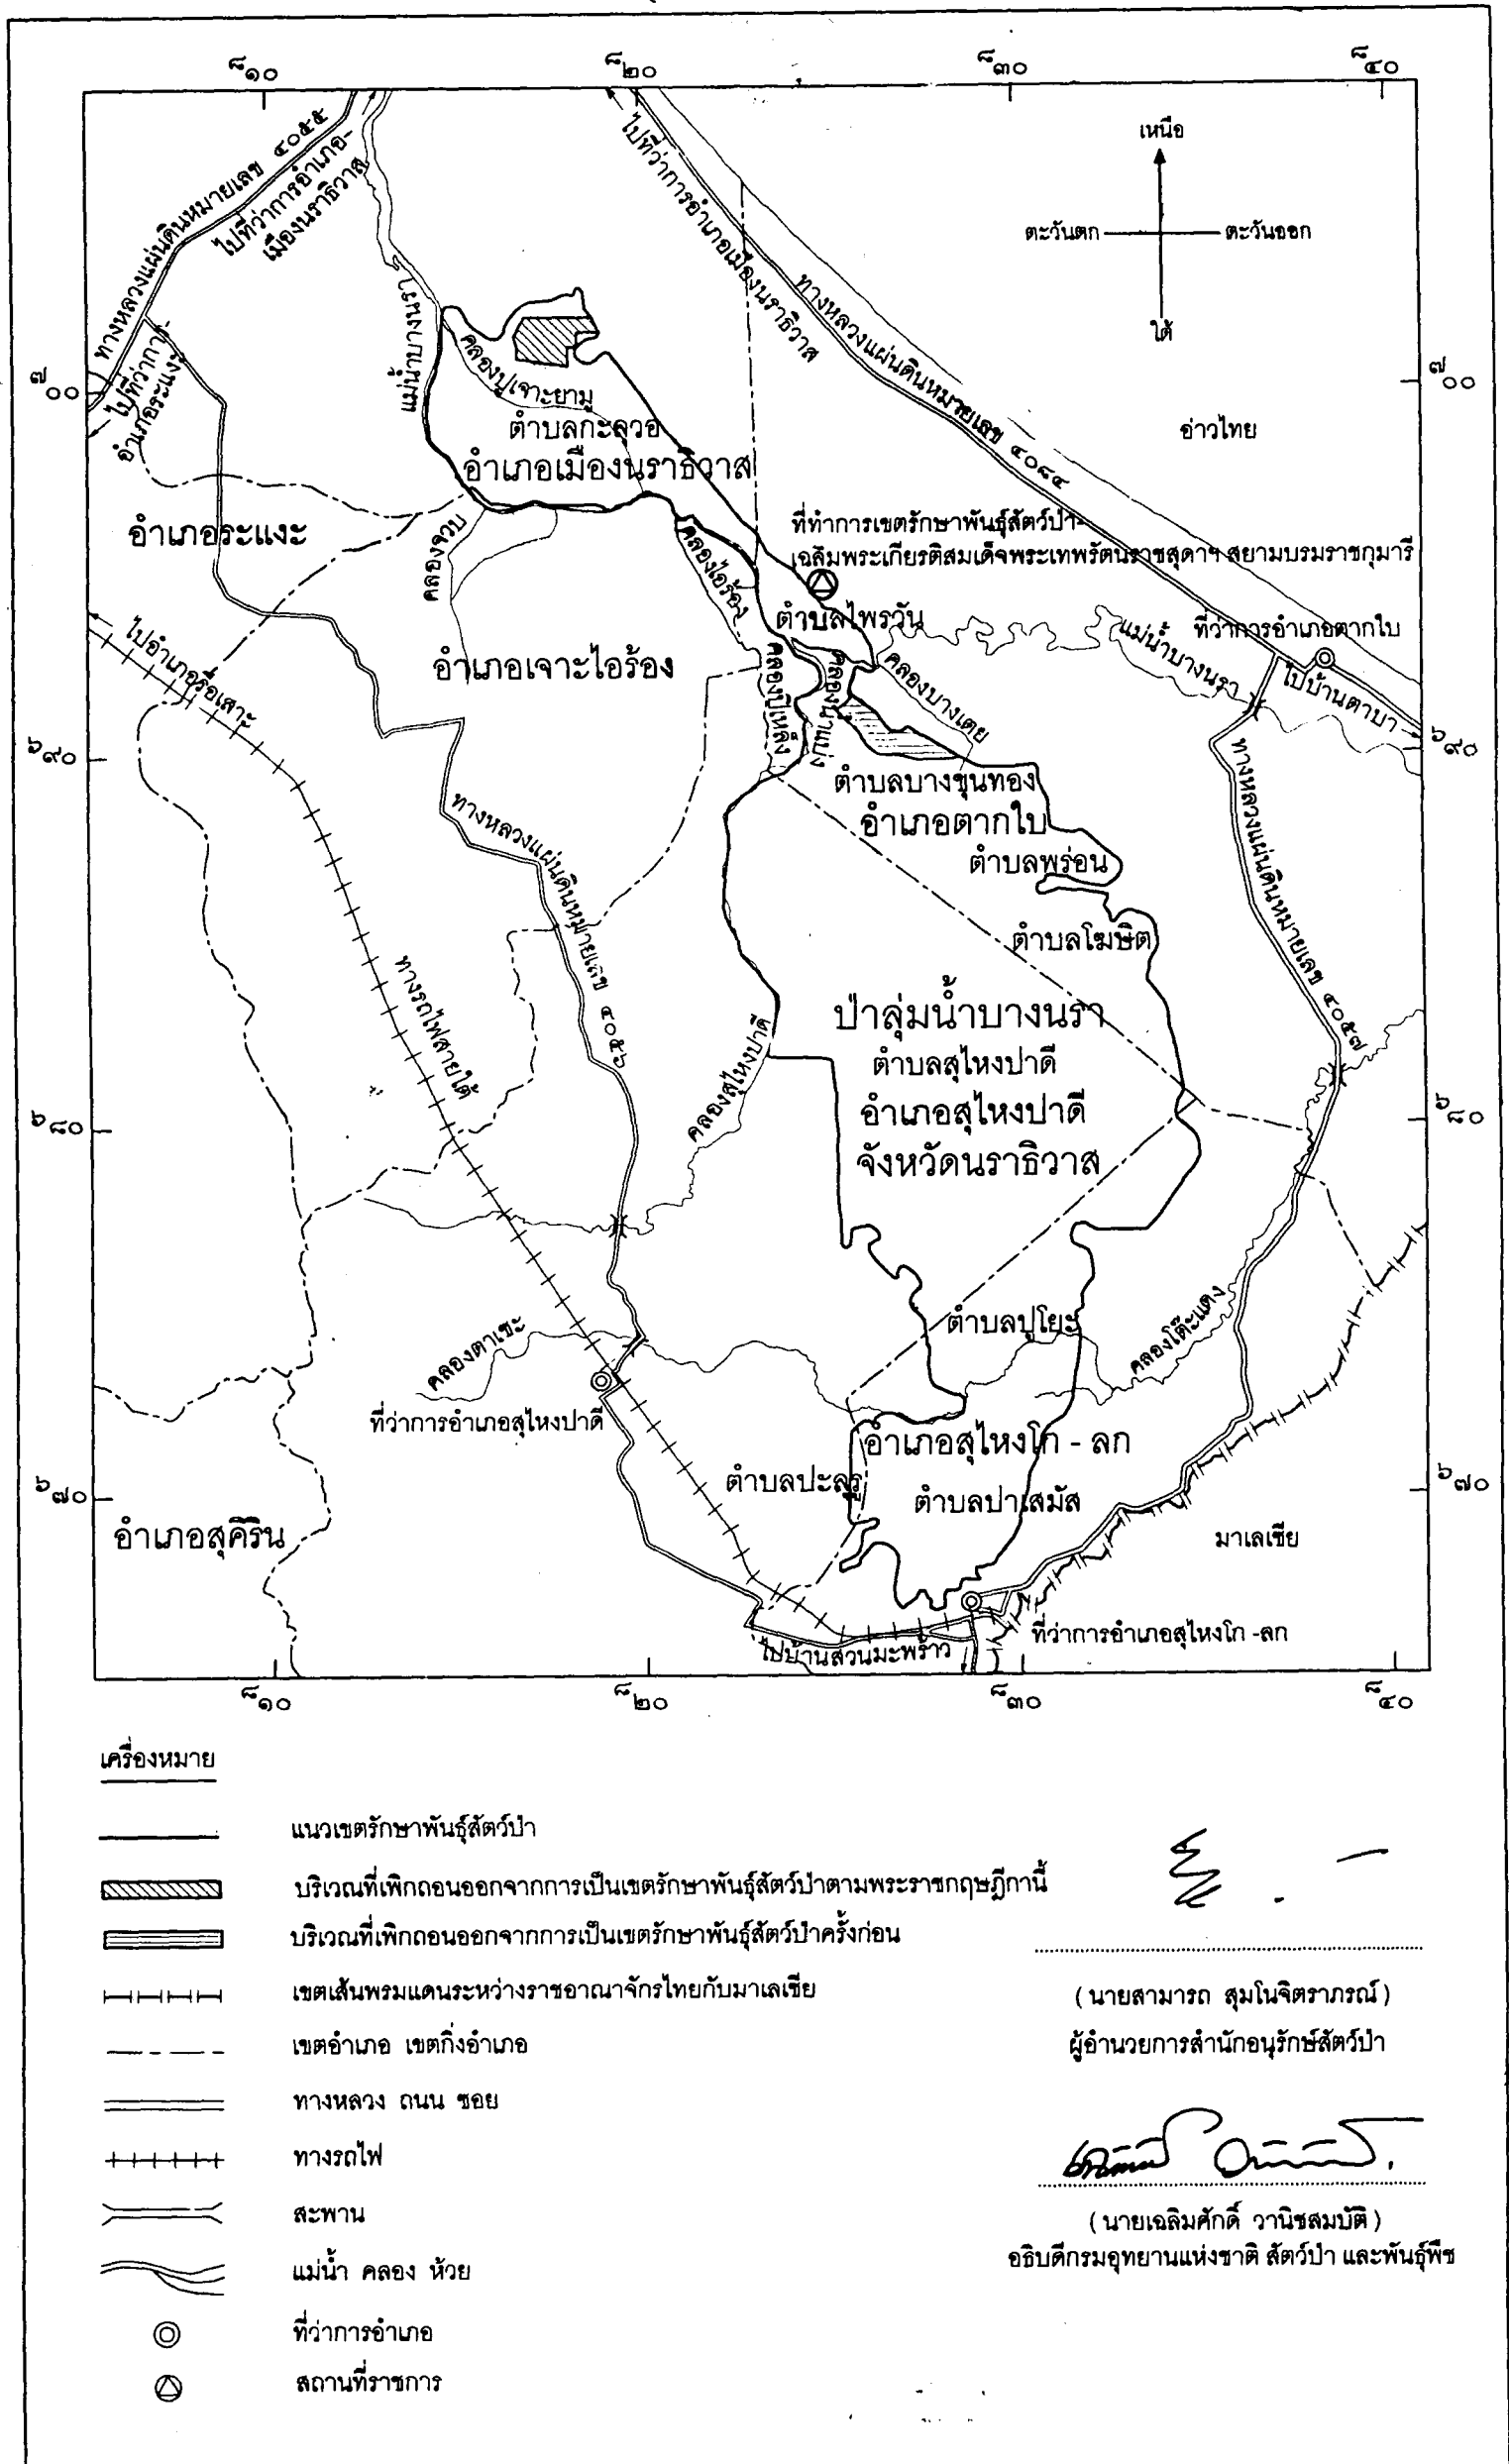 ๘๑๐ ๘๒๐ ๘๓๐ ๘๔๐
ทางหลวงแผ่นดินหมายเลข ๔๐๕๕
ไปที่ว่าการอำเภอ-
เมืองนราธิวาส
ไปที่ว่าการอำเภอเมืองนราธิวาส
เหนือ
ตะวันตก
ตะวันออก
ใต้
ทางหลวงแผ่นดินหมายเลข ๔๐๘๔
แม่น้ำบางนรา
ไปที่ว่าการ
อำเภอระแงะ
๗๐๐
๗๐๐
คลองปูเจาะยามู
ตำบลกะลุวอ
อำเภอเมืองนราธิวาส
อ่าวไทย
อำเภอระแงะ
คลองจวบ
คลองไอร้อง
ที่ทำการเขตรักษาพันธุ์สัตว์ป่า
เฉลิมพระเกียรติสมเด็จพระเทพรัตนราชสุดาฯ สยามบรมราชกุมารี
ตำบลไพรวัน
แม่น้ำบางนรา
ที่ว่าการอำเภอตากใบ
ไปบ้านตาบา
ไปอำเภอรือเสาะ
อำเภอเจาะไอร้อง
คลองปิเหล็ง
คลองบางเตย
๖๙๐
๖๙๐
ตำบลบางขุนทอง
อำเภอตากใบ
ตำบลพร่อน
ทางหลวงแผ่นดินหมายเลข ๔๐๕๖
ทางหลวงแผ่นดินหมายเลข ๔๐๕๗
ตำบลโฆษิต
ทางรถไฟสายใต้
ป่าลุ่มน้ำบางนรา
ตำบลสุไหงปาดี
อำเภอสุไหงปาดี
จังหวัดนราธิวาส
คลองสุไหงปาดี
๖๘๐
๖๘๐
ตำบลปูโยะ
คลองโต๊ะแดง
คลองตาเซะ
ที่ว่าการอำเภอสุไหงปาดี
อำเภอสุไหงโก - ลก
ตำบลปะลุรู
ตำบลปาเสมัส
๖๗๐
๖๗๐
อำเภอสุคิริน
มาเลเซีย
ที่ว่าการอำเภอสุไหงโก -ลก
ไปบ้านสวนมะพร้าว
๘๑๐ ๘๒๐ ๘๓๐ ๘๔๐
เครื่องหมาย
แนวเขตรักษาพันธุ์สัตว์ป่า
บริเวณที่เพิกถอนออกจากการเป็นเขตรักษาพันธุ์สัตว์ป่าตามพระราชกฤษฎีกานี้
บริเวณที่เพิกถอนออกจากการเป็นเขตรักษาพันธุ์สัตว์ป่าครั้งก่อน
เขตเส้นพรมแดนระหว่างราชอาณาจักรไทยกับมาเลเซีย
เขตอำเภอ เขตกิ่งอำเภอ
ทางหลวง ถนน ซอย
ทางรถไฟ
สะพาน
แม่น้ำ คลอง ห้วย
ที่ว่าการอำเภอ
สถานที่ราชการ
(นายสามารถ สุมโนจิตราภรณ์)
ผู้อำนวยการสำนักอนุรักษ์สัตว์ป่า
(นายเฉลิมศักดิ์ วานิชสมบัติ)
อธิบดีกรมอุทยานแห่งชาติ สัตว์ป่า และพันธุ์พืช